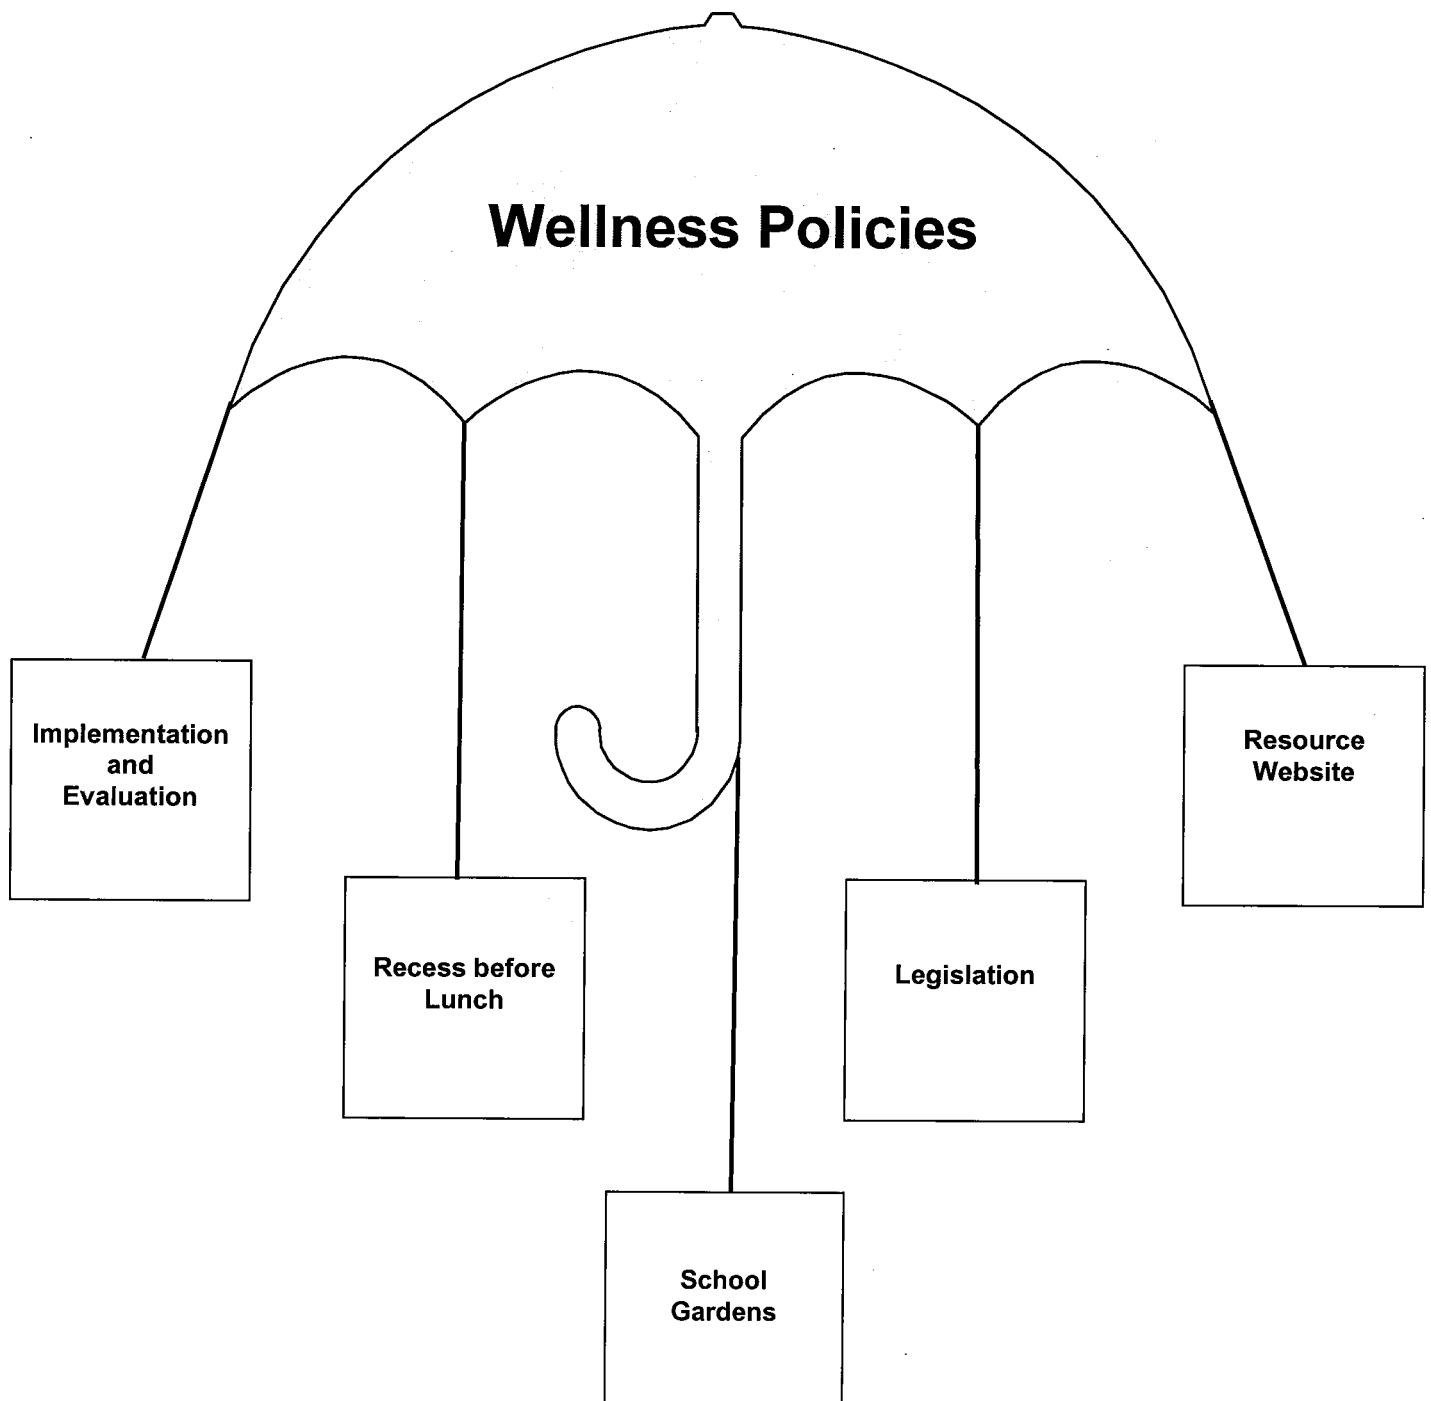 Wellness Policies
Implementation
and
Evaluation
Recess before
Lunch
School
Gardens
Legislation
Resource
Website